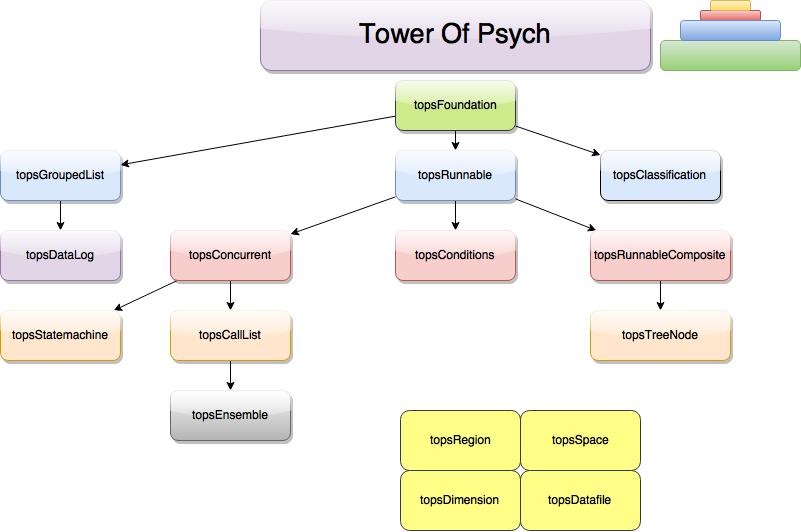 Tower Of Psych
topsFoundation
topsGroupedList
topsRunnable
topsClassification
topsDataLog
topsConcurrent
topsConditions
topsRunnableComposite
topsStatemachine
topsCallList
topsTreeNode
topsEnsemble
topsRegion
topsSpace
topsDimension
topsDatafile